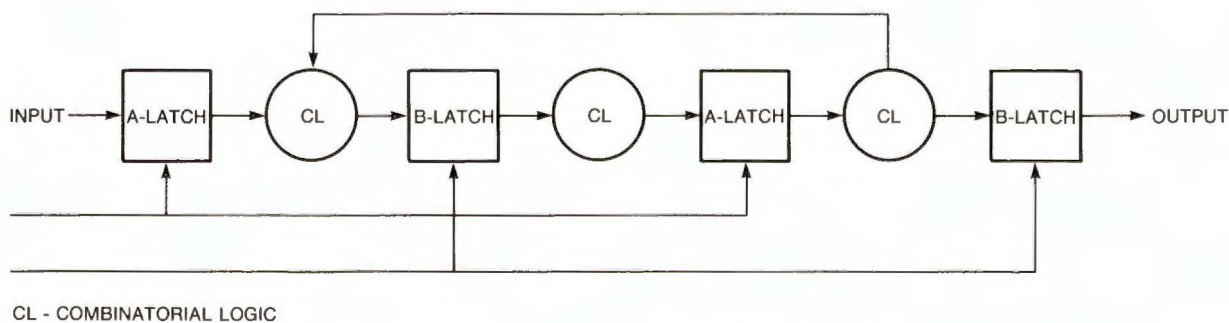 INPUT A-LATCH CL B-LATCH CL A-LATCH CL B-LATCH OUTPUT
CL - COMBINATORIAL LOGIC